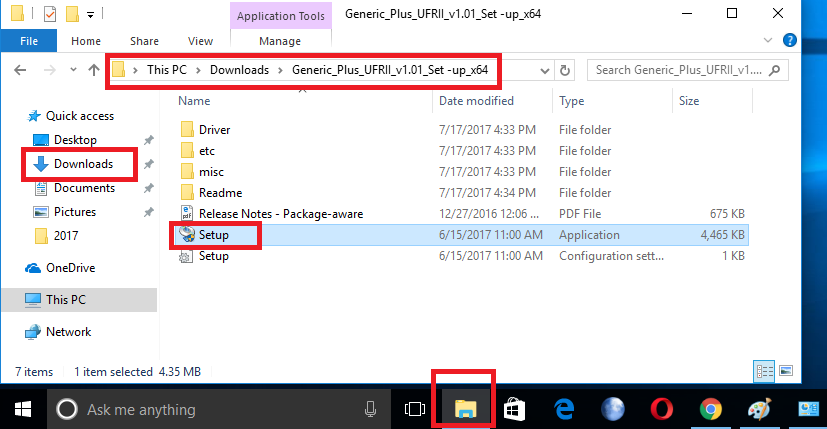 Application Tools
Generic_Plus_UFRII_v1.01_Set -up_x64
File
Home
Share
View
Manage
This PC
Downloads
Generic_Plus_UFRII_v1.01_Set -up_x64
Search Generic_Plus_UFRII_v1....
Name
Date modified
Type
Size
Quick access
Desktop
Downloads
Documents
Pictures
2017
OneDrive
This PC
Network
Driver 7/17/2017 4:33 PM File folder
etc 7/17/2017 4:33 PM File folder
misc 7/17/2017 4:33 PM File folder
Readme 7/17/2017 4:34 PM File folder
Release Notes - Package-aware 12/27/2016 12:06 ... PDF File 675 KB
Setup 6/15/2017 11:00 AM Application 4,465 KB
Setup 6/15/2017 11:00 AM Configuration sett... 1 KB
7 items 1 item selected 4.35 MB
Ask me anything